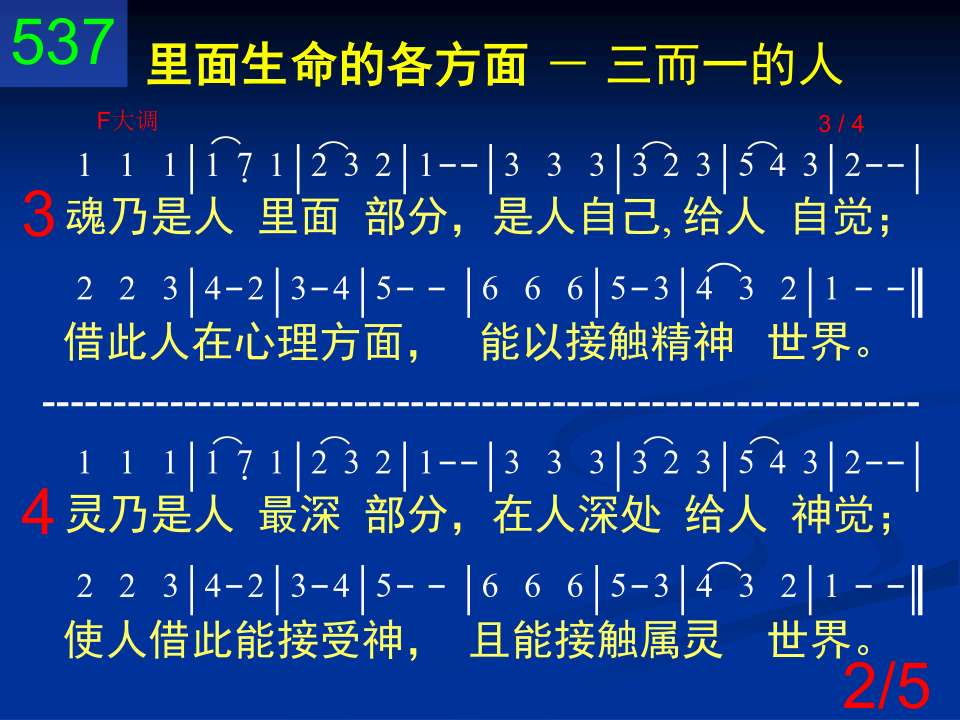 537
里面生命的各方面 － 三而一的人
F大调 3 / 4
1 1 1|1 7̣ 1|2 3 2|1--|3 3 3|3 2 3|5 4 3|2--|
3 魂乃是人 里面 部分，是人自己, 给人 自觉；
2 2 3|4-2|3-4|5- - |6 6 6|5-3|4 3 2|1 - -‖
借此人在心理方面， 能以接触精神 世界。
--------------------------------------------------------------
1 1 1|1 7̣ 1|2 3 2|1--|3 3 3|3 2 3|5 4 3|2--|
4 灵乃是人 最深 部分，在人深处 给人 神觉；
2 2 3|4-2|3-4|5- - |6 6 6|5-3|4 3 2|1 - -‖
使人借此能接受神， 且能接触属灵 世界。
2/5